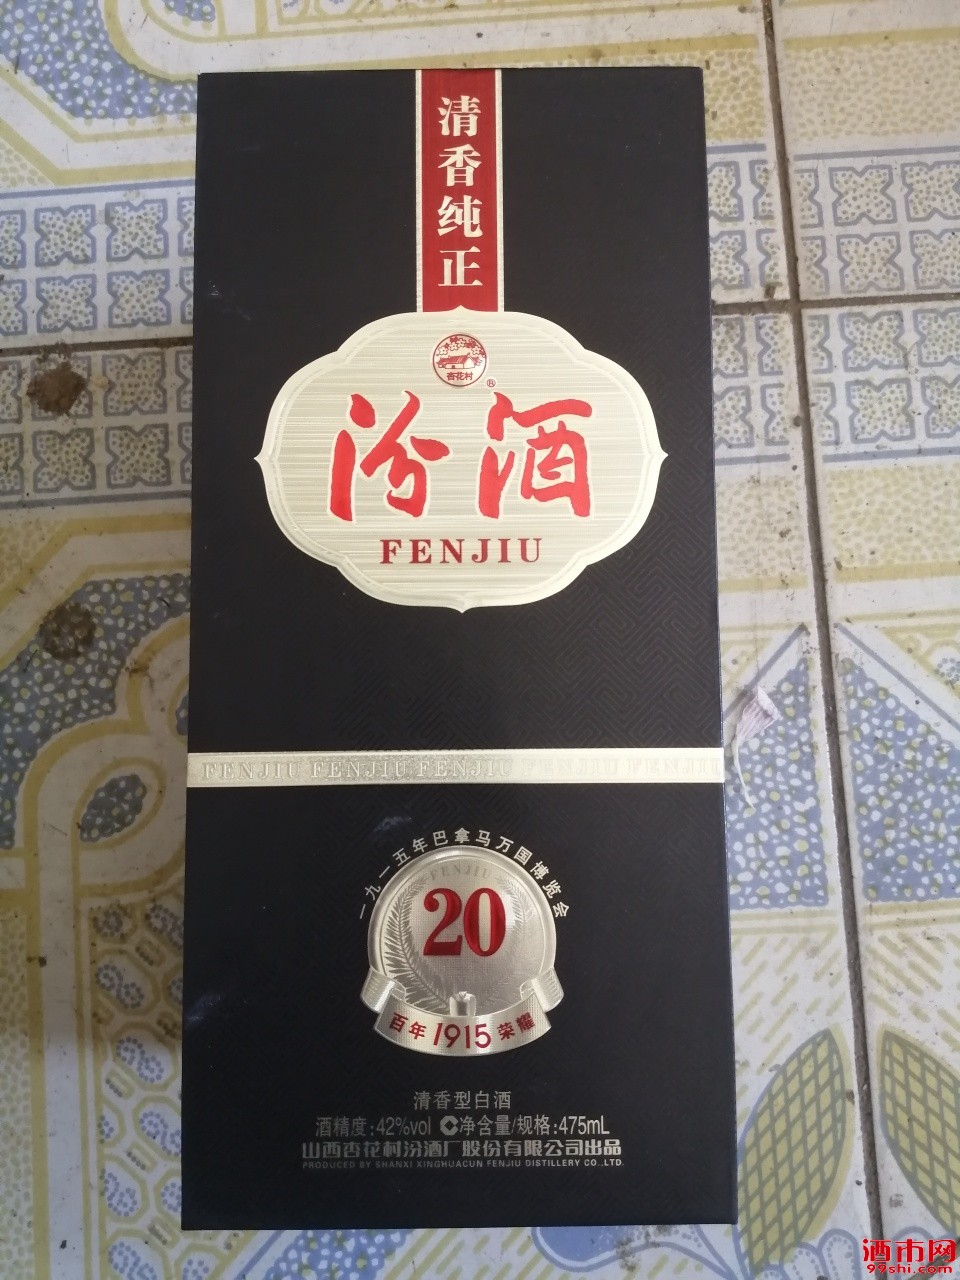 清香纯正
杏花村
®
汾酒
FENJIU
FENJIU FENJIU FENJIU FENJIU FENJIU
一九一五年巴拿马万国博览会
FENJIU
20
百年1915荣耀
清香型白酒
酒精度:42%vol 净含量/规格:475mL
山西杏花村汾酒厂股份有限公司出品
PRODUCED BY SHANXI XINGHUACUN FENJIU DISTILLERY CO.,LTD.
酒市网
99shi.com